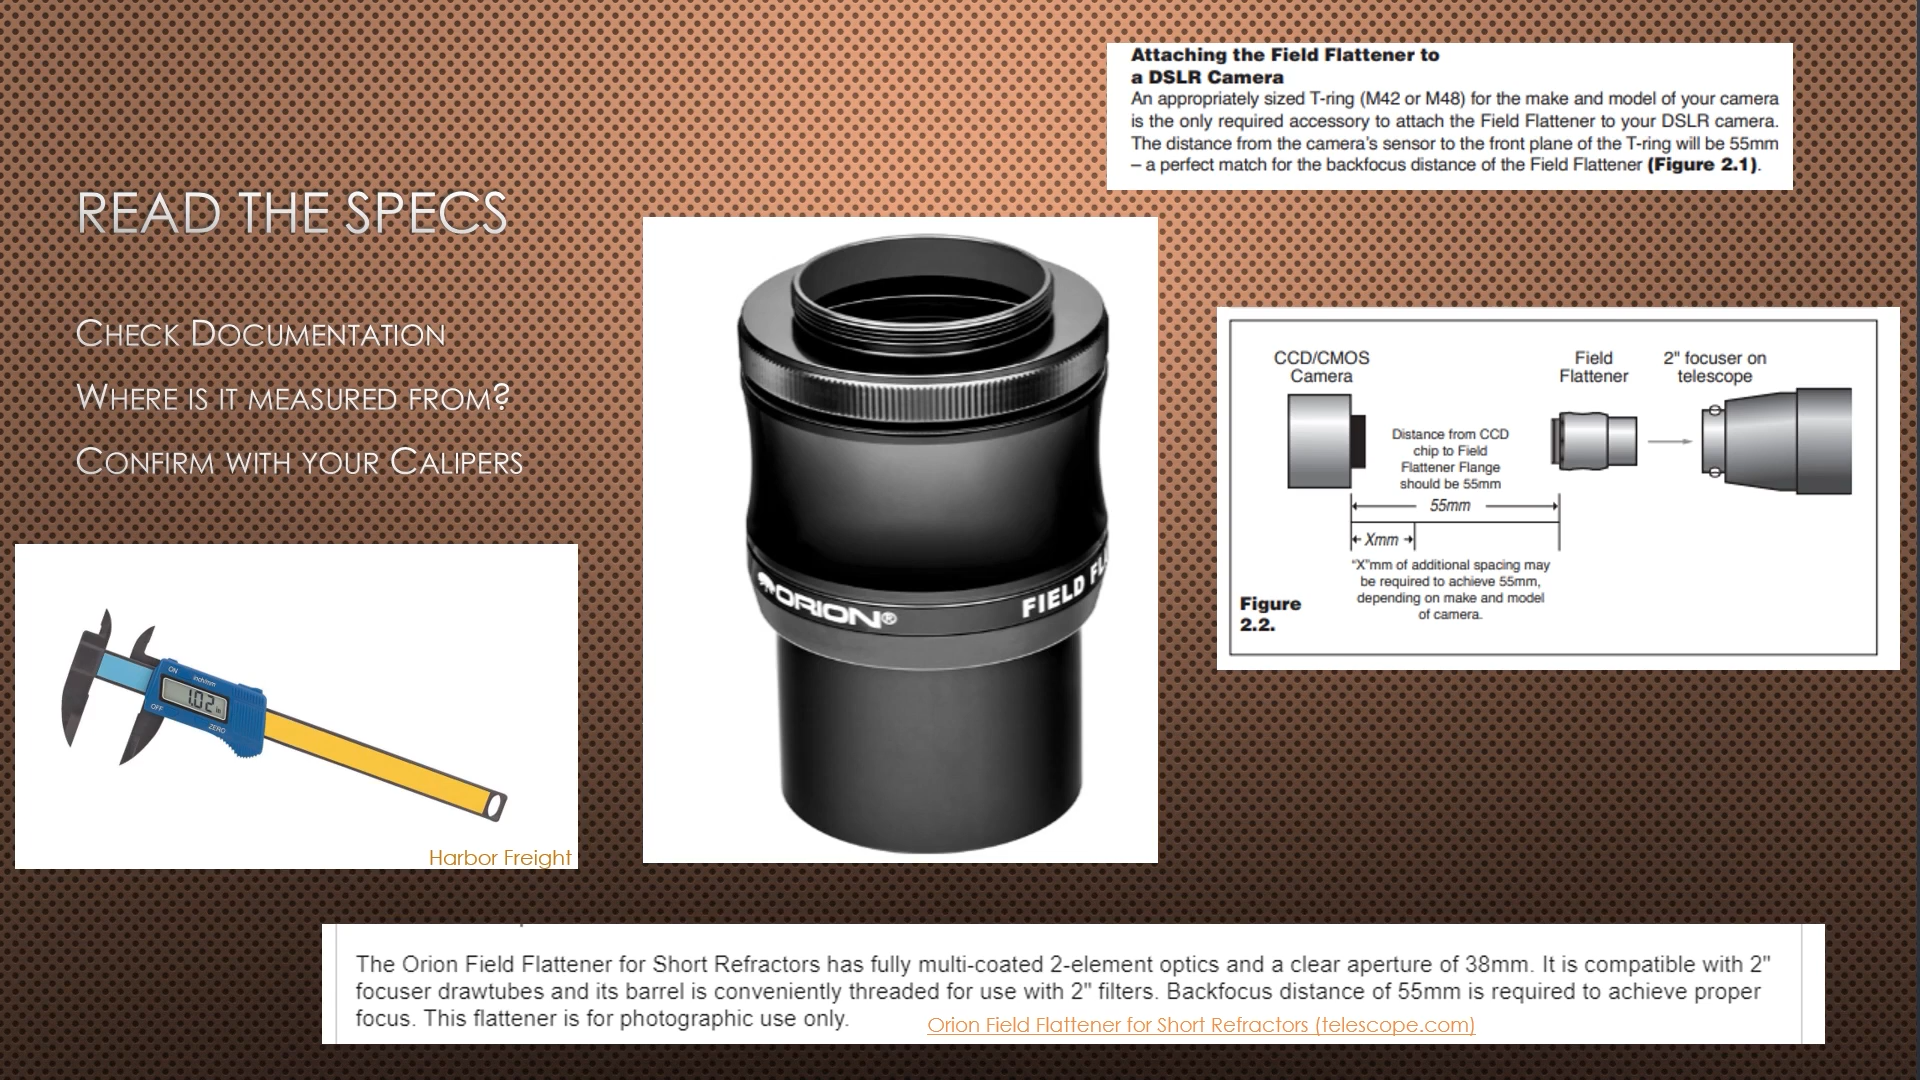 READ THE SPECS
CHECK DOCUMENTATION
WHERE IS IT MEASURED FROM?
CONFIRM WITH YOUR CALIPERS
Attaching the Field Flattener to
a DSLR Camera
An appropriately sized T-ring (M42 or M48) for the make and model of your camera
is the only required accessory to attach the Field Flattener to your DSLR camera.
The distance from the camera's sensor to the front plane of the T-ring will be 55mm
– a perfect match for the backfocus distance of the Field Flattener (Figure 2.1).
ORION®
FIELD FL
CCD/CMOS
Camera
Field
Flattener
2" focuser on
telescope
Distance from CCD
chip to Field
Flattener Flange
should be 55mm
55mm
Xmm
"X"mm of additional spacing may
be required to achieve 55mm,
depending on make and model
of camera.
Figure
2.2.
ON
inch/mm
1.02 in
OFF
ZERO
Harbor Freight
The Orion Field Flattener for Short Refractors has fully multi-coated 2-element optics and a clear aperture of 38mm. It is compatible with 2"
focuser drawtubes and its barrel is conveniently threaded for use with 2" filters. Backfocus distance of 55mm is required to achieve proper
focus. This flattener is for photographic use only.
Orion Field Flattener for Short Refractors (telescope.com)